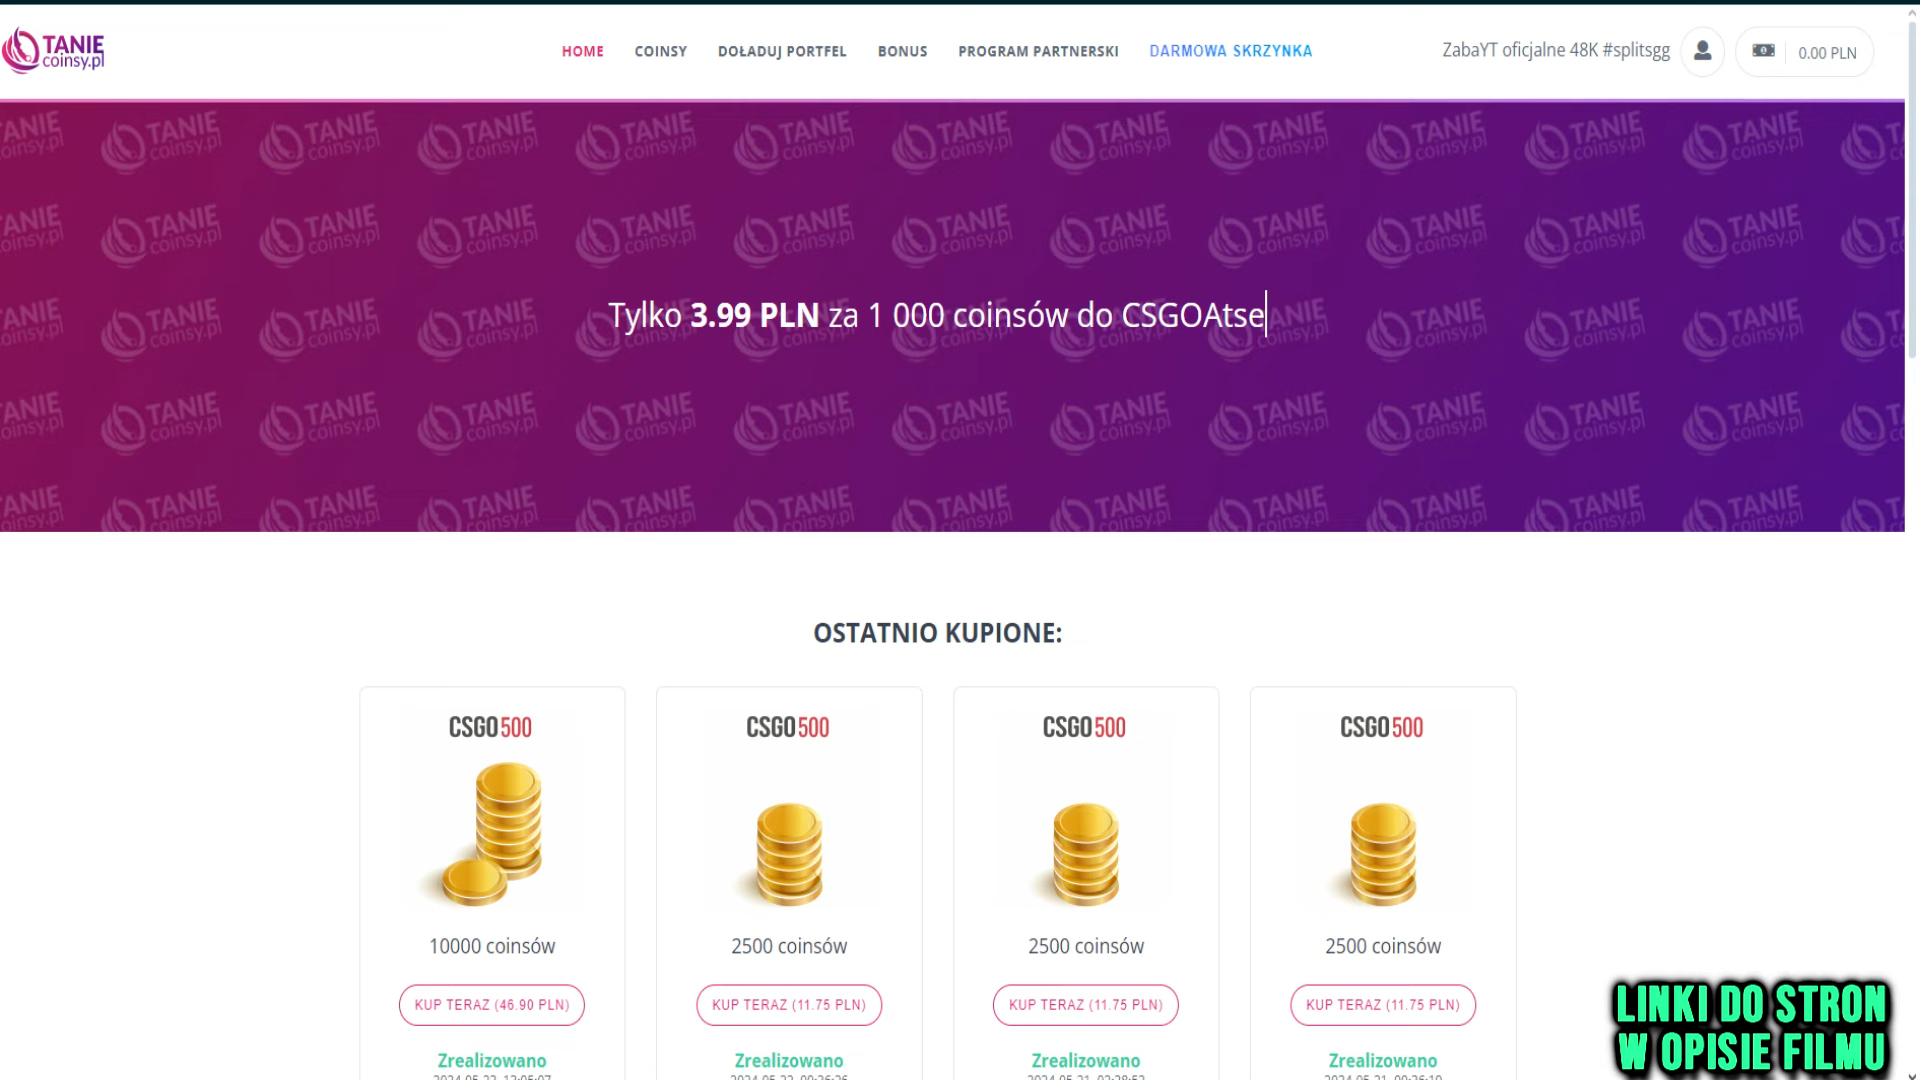 TANIE
coinsy.pl
HOME COINSY DOŁADUJ PORTFEL BONUS PROGRAM PARTNERSKI DARMOWA SKRZYNKA
ZabaYT oficjalne 48K #splitsgg
0.00 PLN
Tylko 3.99 PLN za 1 000 coinsów do CSGOAtse
OSTATNIO KUPIONE:
CSGO500 CSGO500 CSGO500 CSGO500
10000 coinsów 2500 coinsów 2500 coinsów 2500 coinsów
KUP TERAZ (46.90 PLN) KUP TERAZ (11.75 PLN) KUP TERAZ (11.75 PLN) KUP TERAZ (11.75 PLN)
Zrealizowano Zrealizowano Zrealizowano Zrealizowano
LINKI DO STRON
W OPISIE FILMU